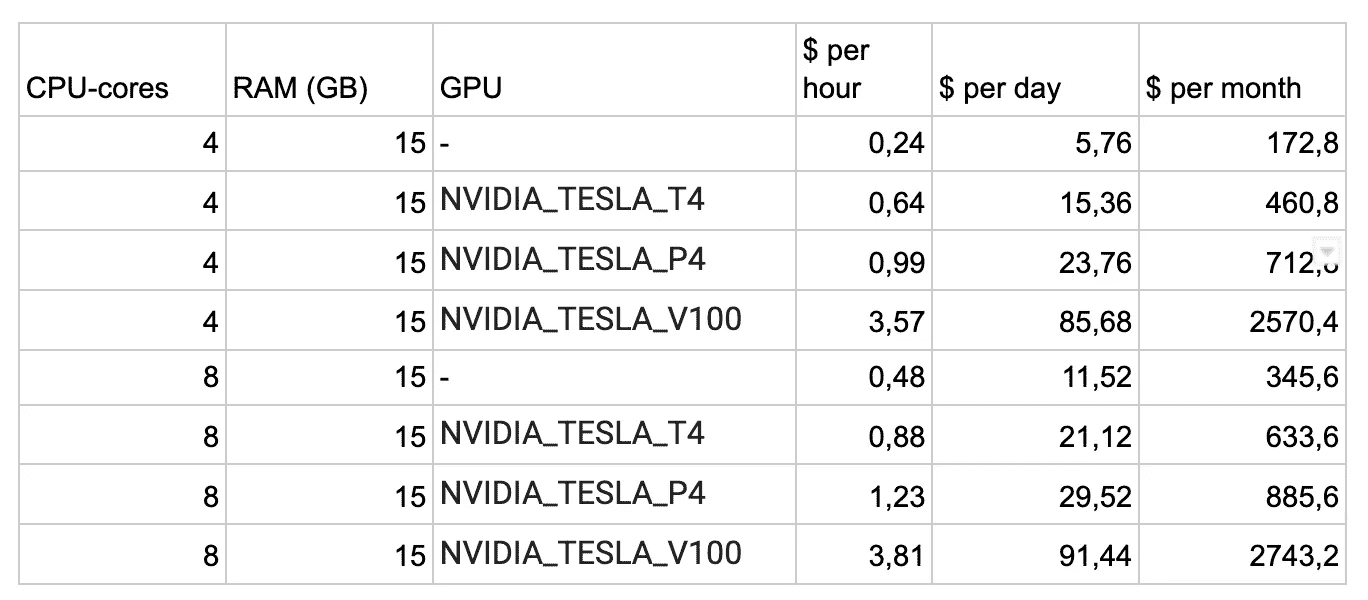 CPU-cores RAM (GB) GPU $ per hour $ per day $ per month
4 15 - 0,24 5,76 172,8
4 15 NVIDIA_TESLA_T4 0,64 15,36 460,8
4 15 NVIDIA_TESLA_P4 0,99 23,76 712,8
4 15 NVIDIA_TESLA_V100 3,57 85,68 2570,4
8 15 - 0,48 11,52 345,6
8 15 NVIDIA_TESLA_T4 0,88 21,12 633,6
8 15 NVIDIA_TESLA_P4 1,23 29,52 885,6
8 15 NVIDIA_TESLA_V100 3,81 91,44 2743,2